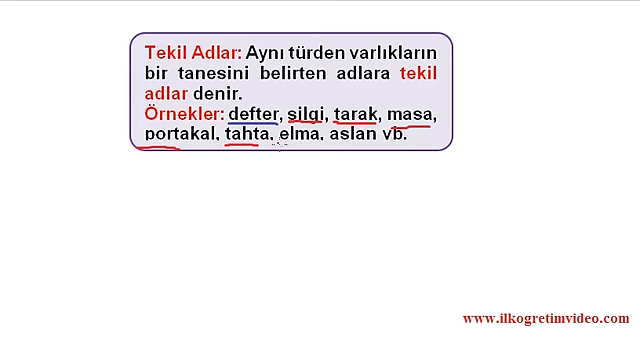 Tekil Adlar: Aynı türden varlıkların
bir tanesini belirten adlara tekil
adlar denir.
Örnekler: defter, silgi, tarak, masa,
portakal, tahta, elma, aslan vb.
www.ilkogretimvideo.com